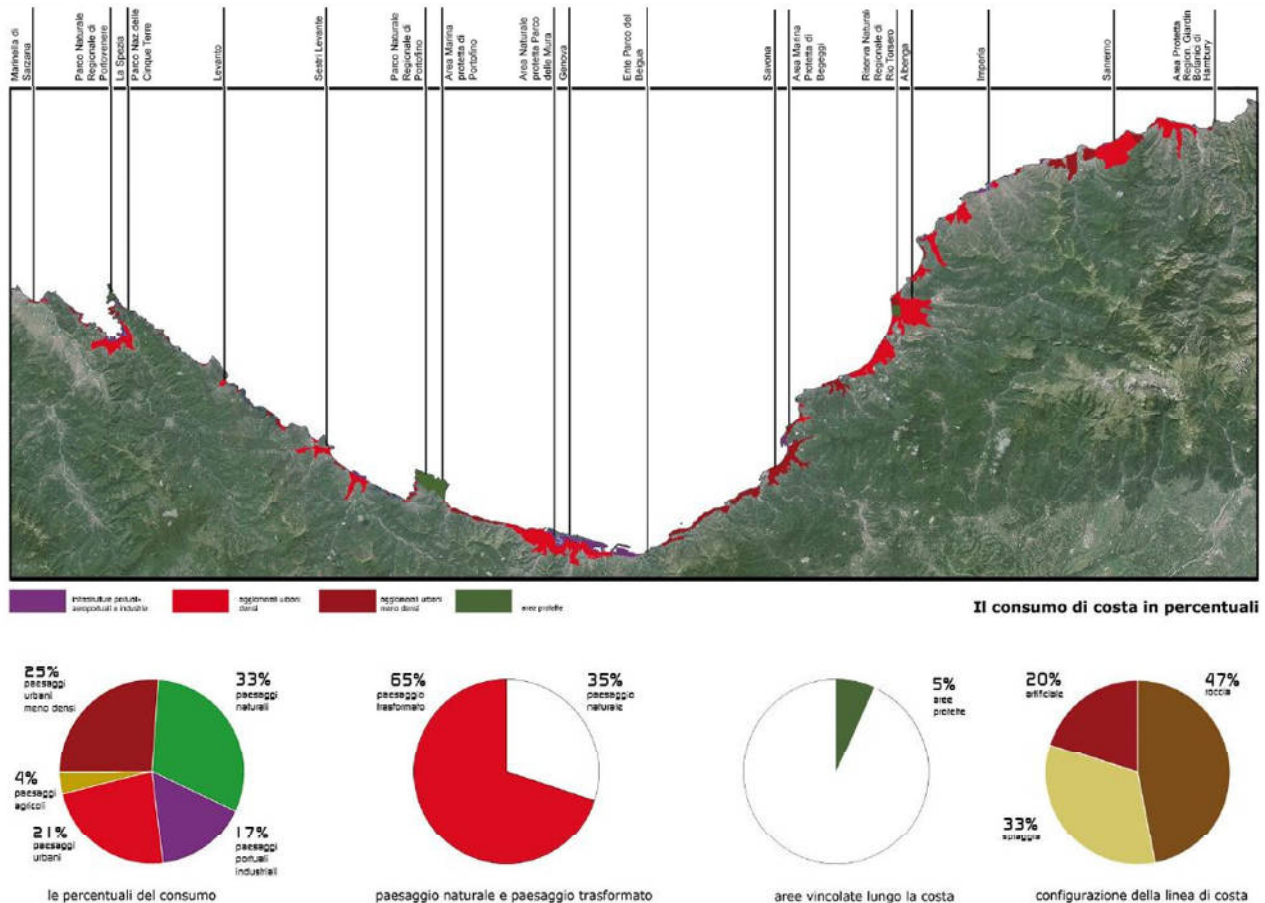 Marinella di
Sarzana
Parco Naturale
Regionale di
Portovenere
La Spezia
Parco Naz.delle
Cinque Terre
Levanto
Sestri Levante
Parco Naturale
Regionale di
Portofino
Area Marina
protetta di
Portofino
Area Naturale
protetta Parco
delle Mura
Genova
Ente Parco del
Beigua
Savona
Area Marina
Protetta di
Begeggi
Riserva Naturale
Regionale di
Rio Torsero
Albenga
Imperia
Sanremo
Area Protetta
Region. Giardini
Botanici di
Hambury
infrastrutture portuali-
aeroportuali e industrie
agglomerati urbani
densi
agglomerati urbani
meno densi
aree protette
Il consumo di costa in percentuali
25%
paesaggi
urbani
meno densi
33%
paesaggi
naturali
4%
paesaggi
agricoli
21%
paesaggi
urbani
17%
paesaggi
portuali
industriali
le percentuali del consumo
65%
paesaggio
trasformato
35%
paesaggio
naturale
paesaggio naturale e paesaggio trasformato
5%
aree
protette
aree vincolate lungo la costa
20%
artificiale
47%
roccia
33%
spiaggia
configurazione della linea di costa